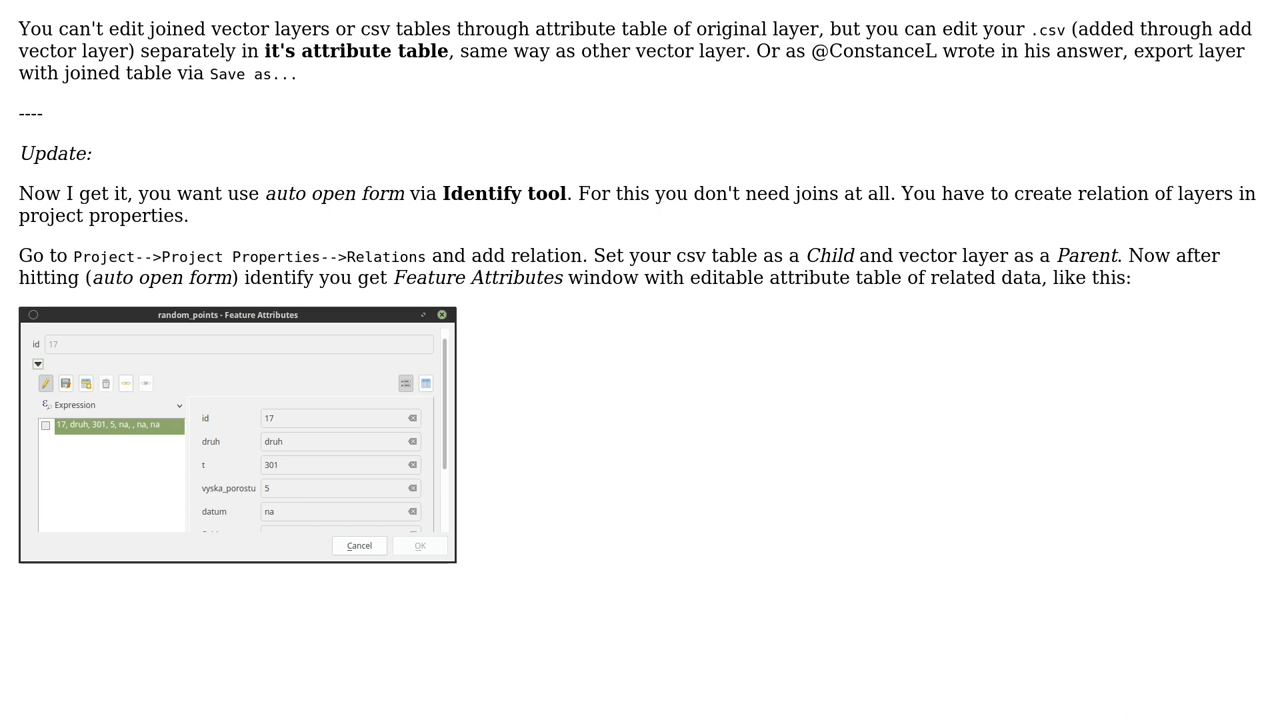 You can't edit joined vector layers or csv tables through attribute table of original layer, but you can edit your .csv (added through add
vector layer) separately in it's attribute table, same way as other vector layer. Or as @ConstanceL wrote in his answer, export layer
with joined table via Save as...
----
Update:
Now I get it, you want use auto open form via Identify tool. For this you don't need joins at all. You have to create relation of layers in
project properties.
Go to Project-->Project Properties-->Relations and add relation. Set your csv table as a Child and vector layer as a Parent. Now after
hitting (auto open form) identify you get Feature Attributes window with editable attribute table of related data, like this:
random_points - Feature Attributes
id 17
Expression
17, druh, 301, 5, na, , na, na
id 17
druh druh
t 301
vyska_porostu 5
datum na
Cancel OK